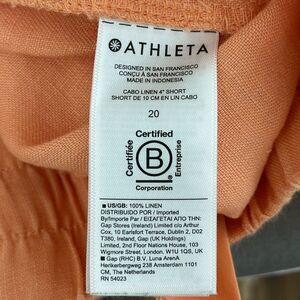 ATHLETA
DESIGNED IN SAN FRANCISCO
CONÇU À SAN FRANCISCO
MADE IN INDONESIA
CABO LINEN 4" SHORT
SHORT DE 10 CM EN LIN CABO
20
Certified
Certifiée
B
Entreprise
Corporation
US/GB: 100% LINEN
DISTRIBUIDO POR / Imported
By/Importé Par / ΕΙΣΑΓΕΤΑΙ ΑΠΟ ΤΗΝ:
Gap Stores (Ireland) Limited c/o Arthur
Cox, 10 Earlsfort Terrace, Dublin 2, D02
T380, Ireland, Gap (UK Holdings)
Limited, 2nd Floor Nations House, 103
Wigmore Street, London, W1U 1QS, UK
Gap (RHC) B.V. Luna ArenA
Herikerbergweg 238 Amsterdam 1101
CM, The Netherlands
RN 54023